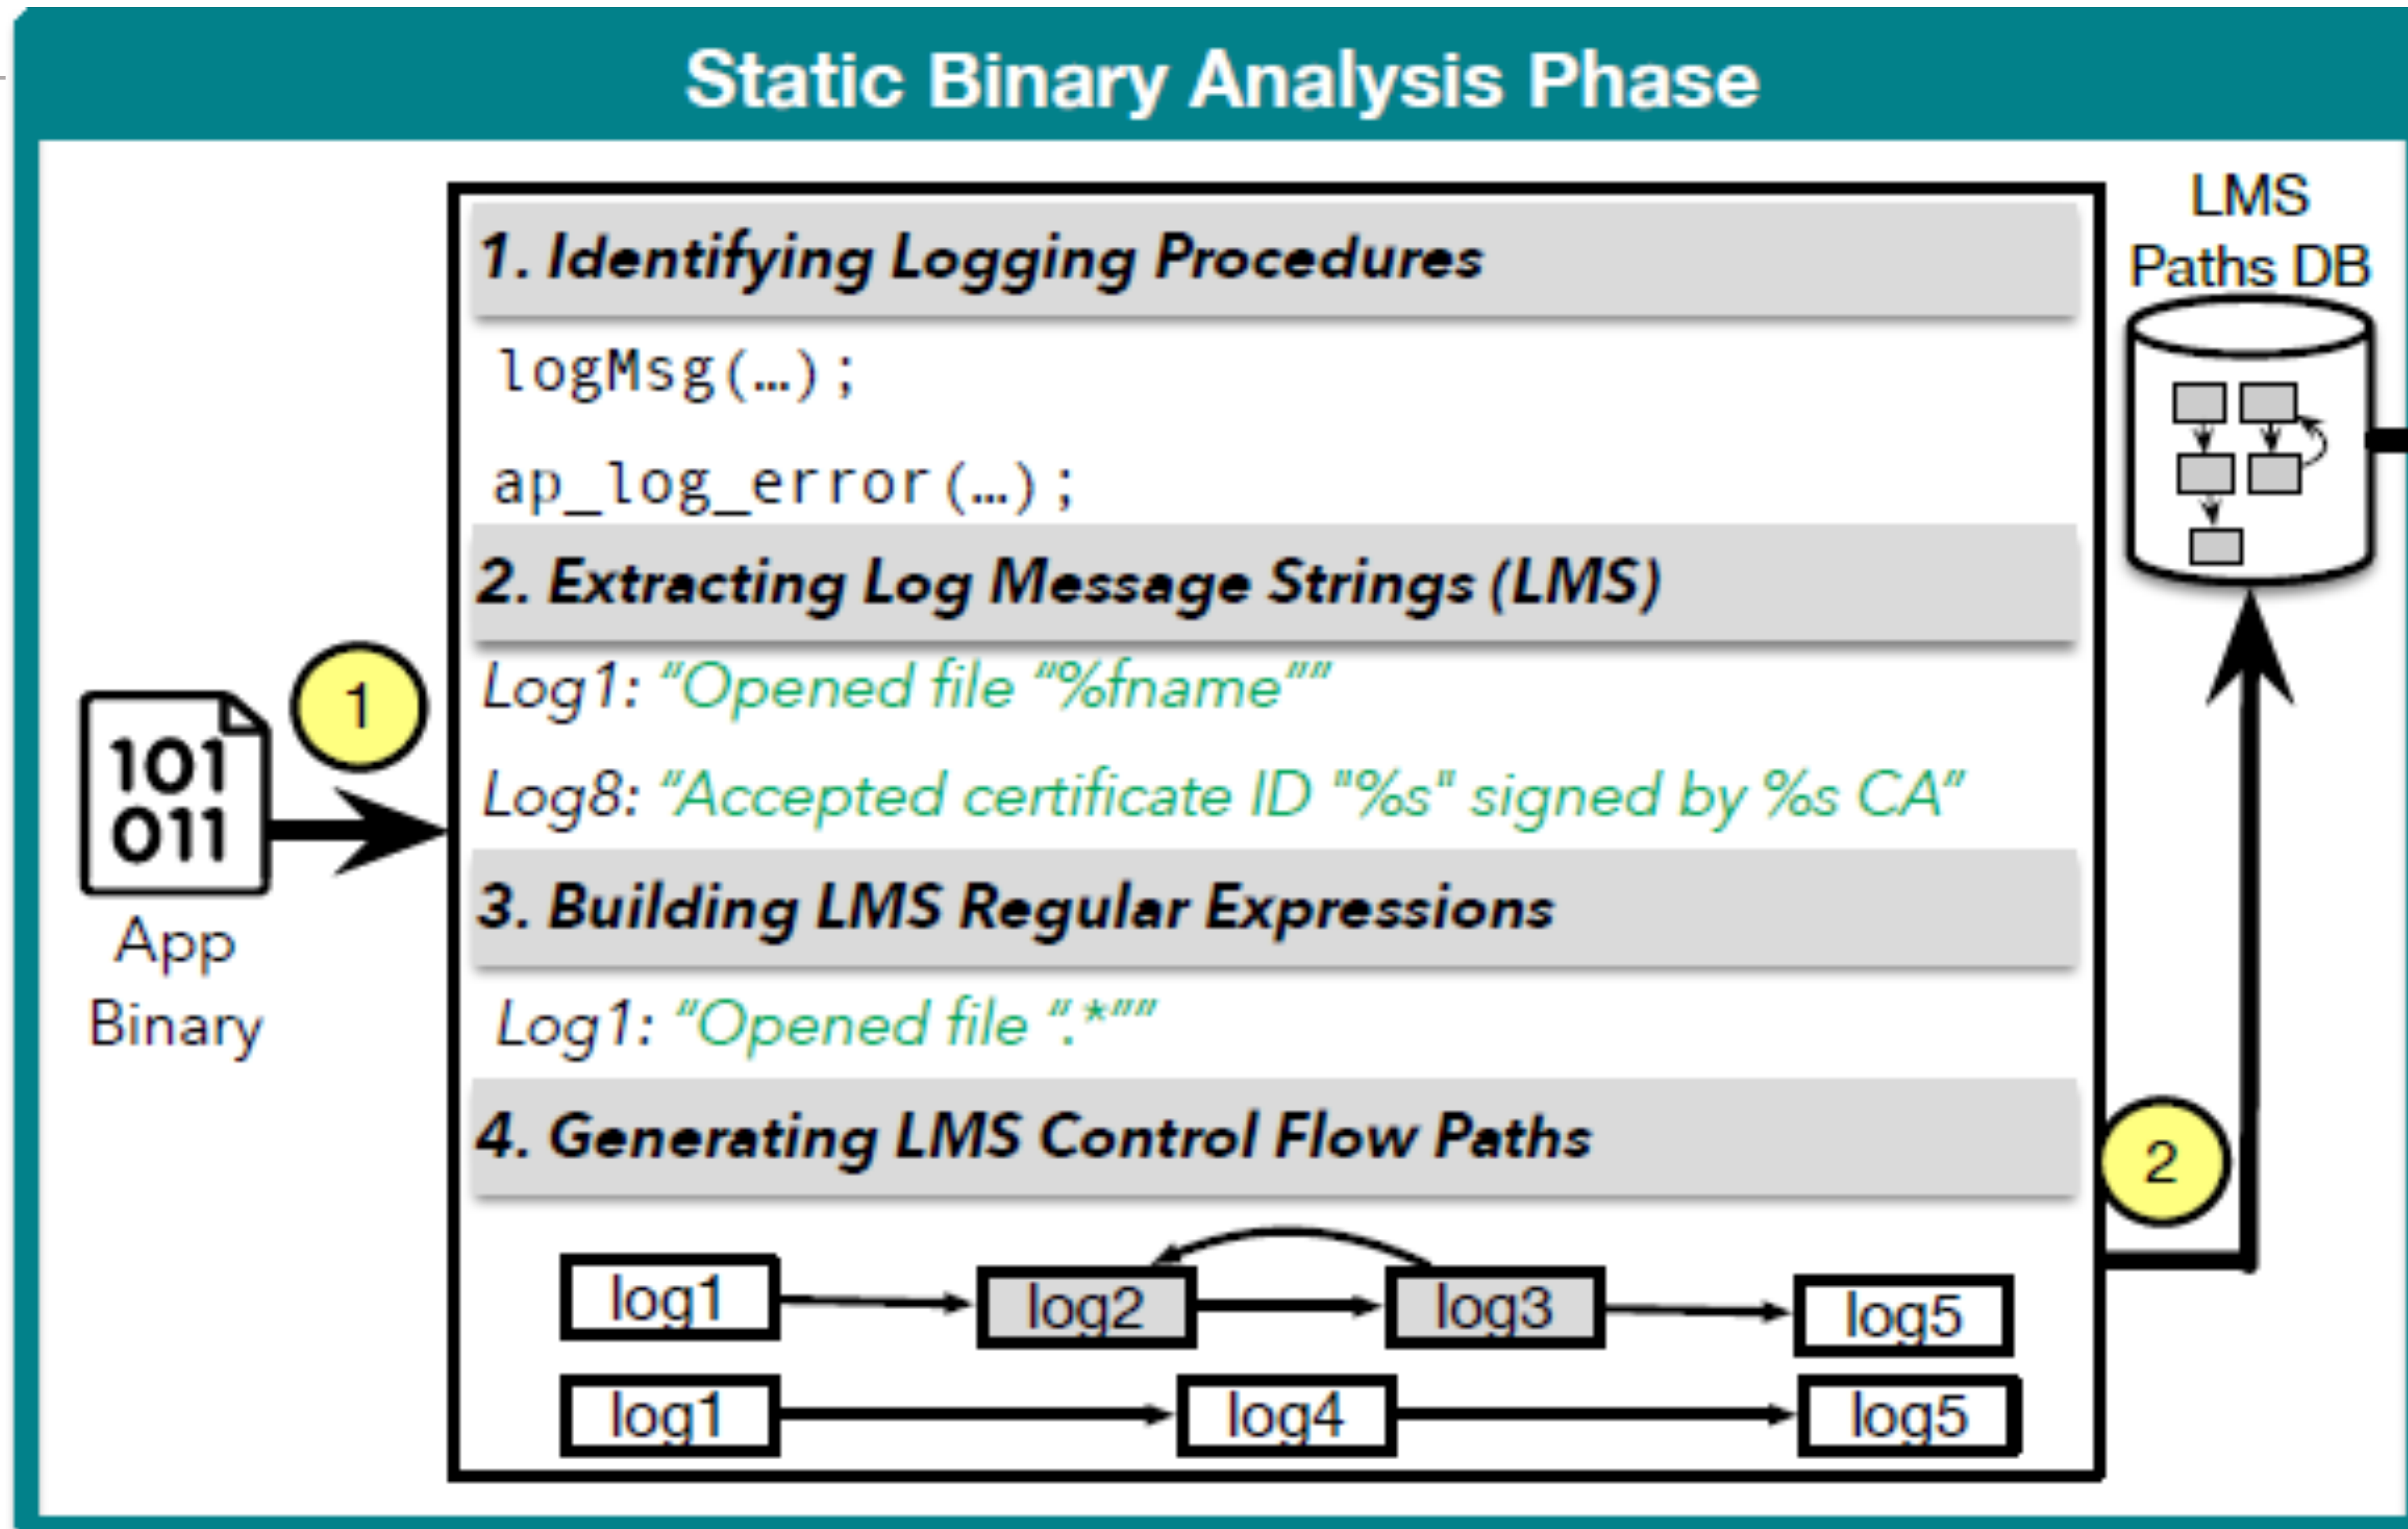 Static Binary Analysis Phase
LMS
Paths DB
1. Identifying Logging Procedures
logMsg(…);
ap_log_error(…);
2. Extracting Log Message Strings (LMS)
Log1: “Opened file “%fname””
Log8: “Accepted certificate ID "%s" signed by %s CA”
3. Building LMS Regular Expressions
Log1: “Opened file “.*””
4. Generating LMS Control Flow Paths
log1 log2 log3 log5
log1 log4 log5
1
101
011
App
Binary
2